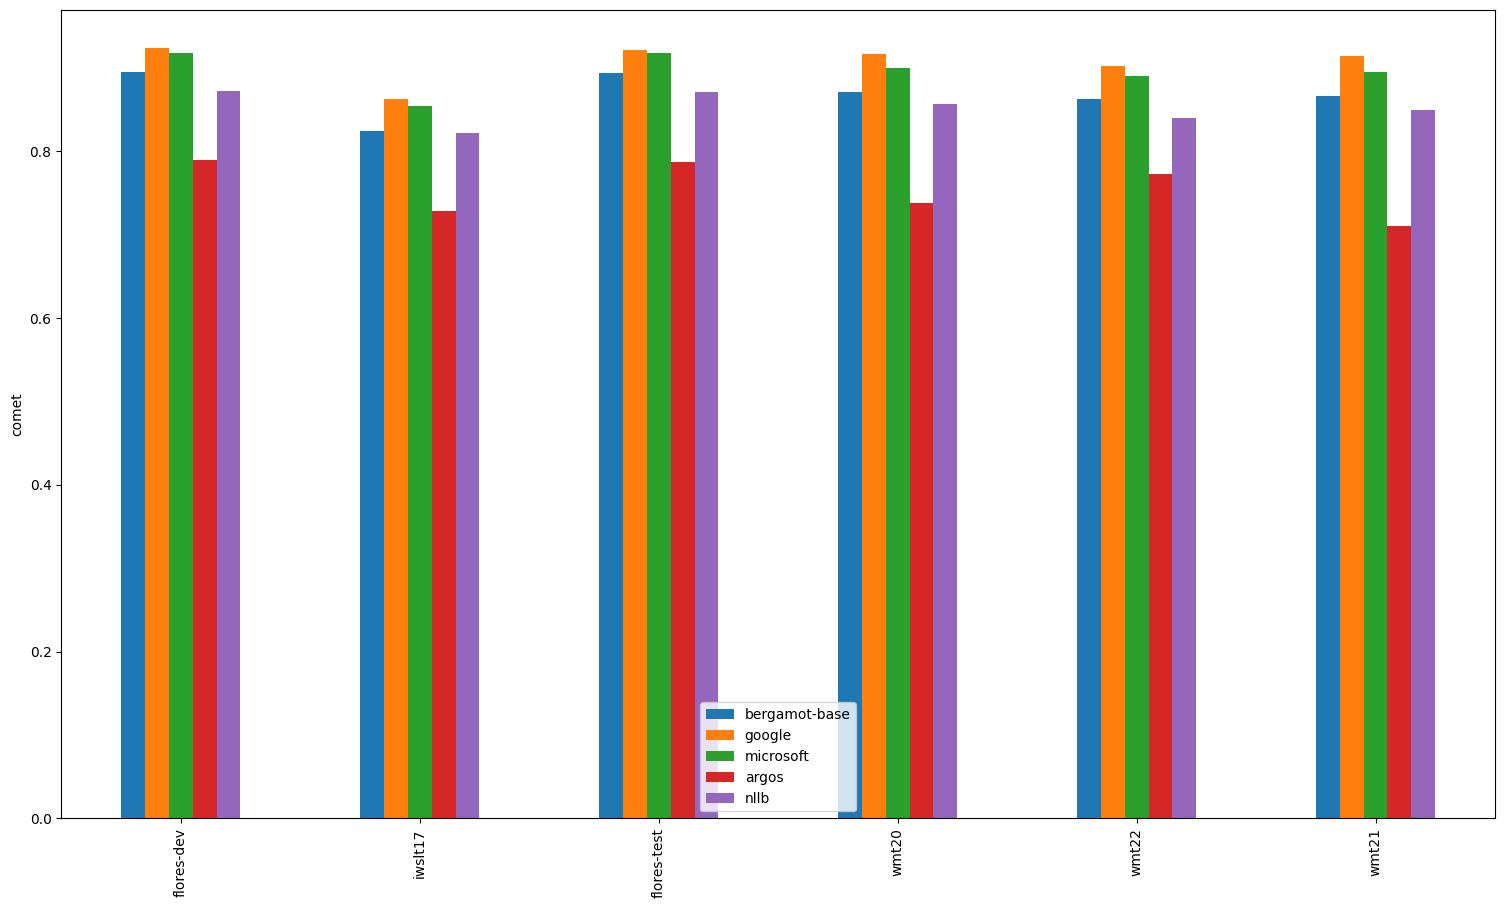 comet
0.8
0.6
0.4
0.2
0.0
bergamot-base
google
microsoft
argos
nllb
flores-dev
iwslt17
flores-test
wmt20
wmt22
wmt21